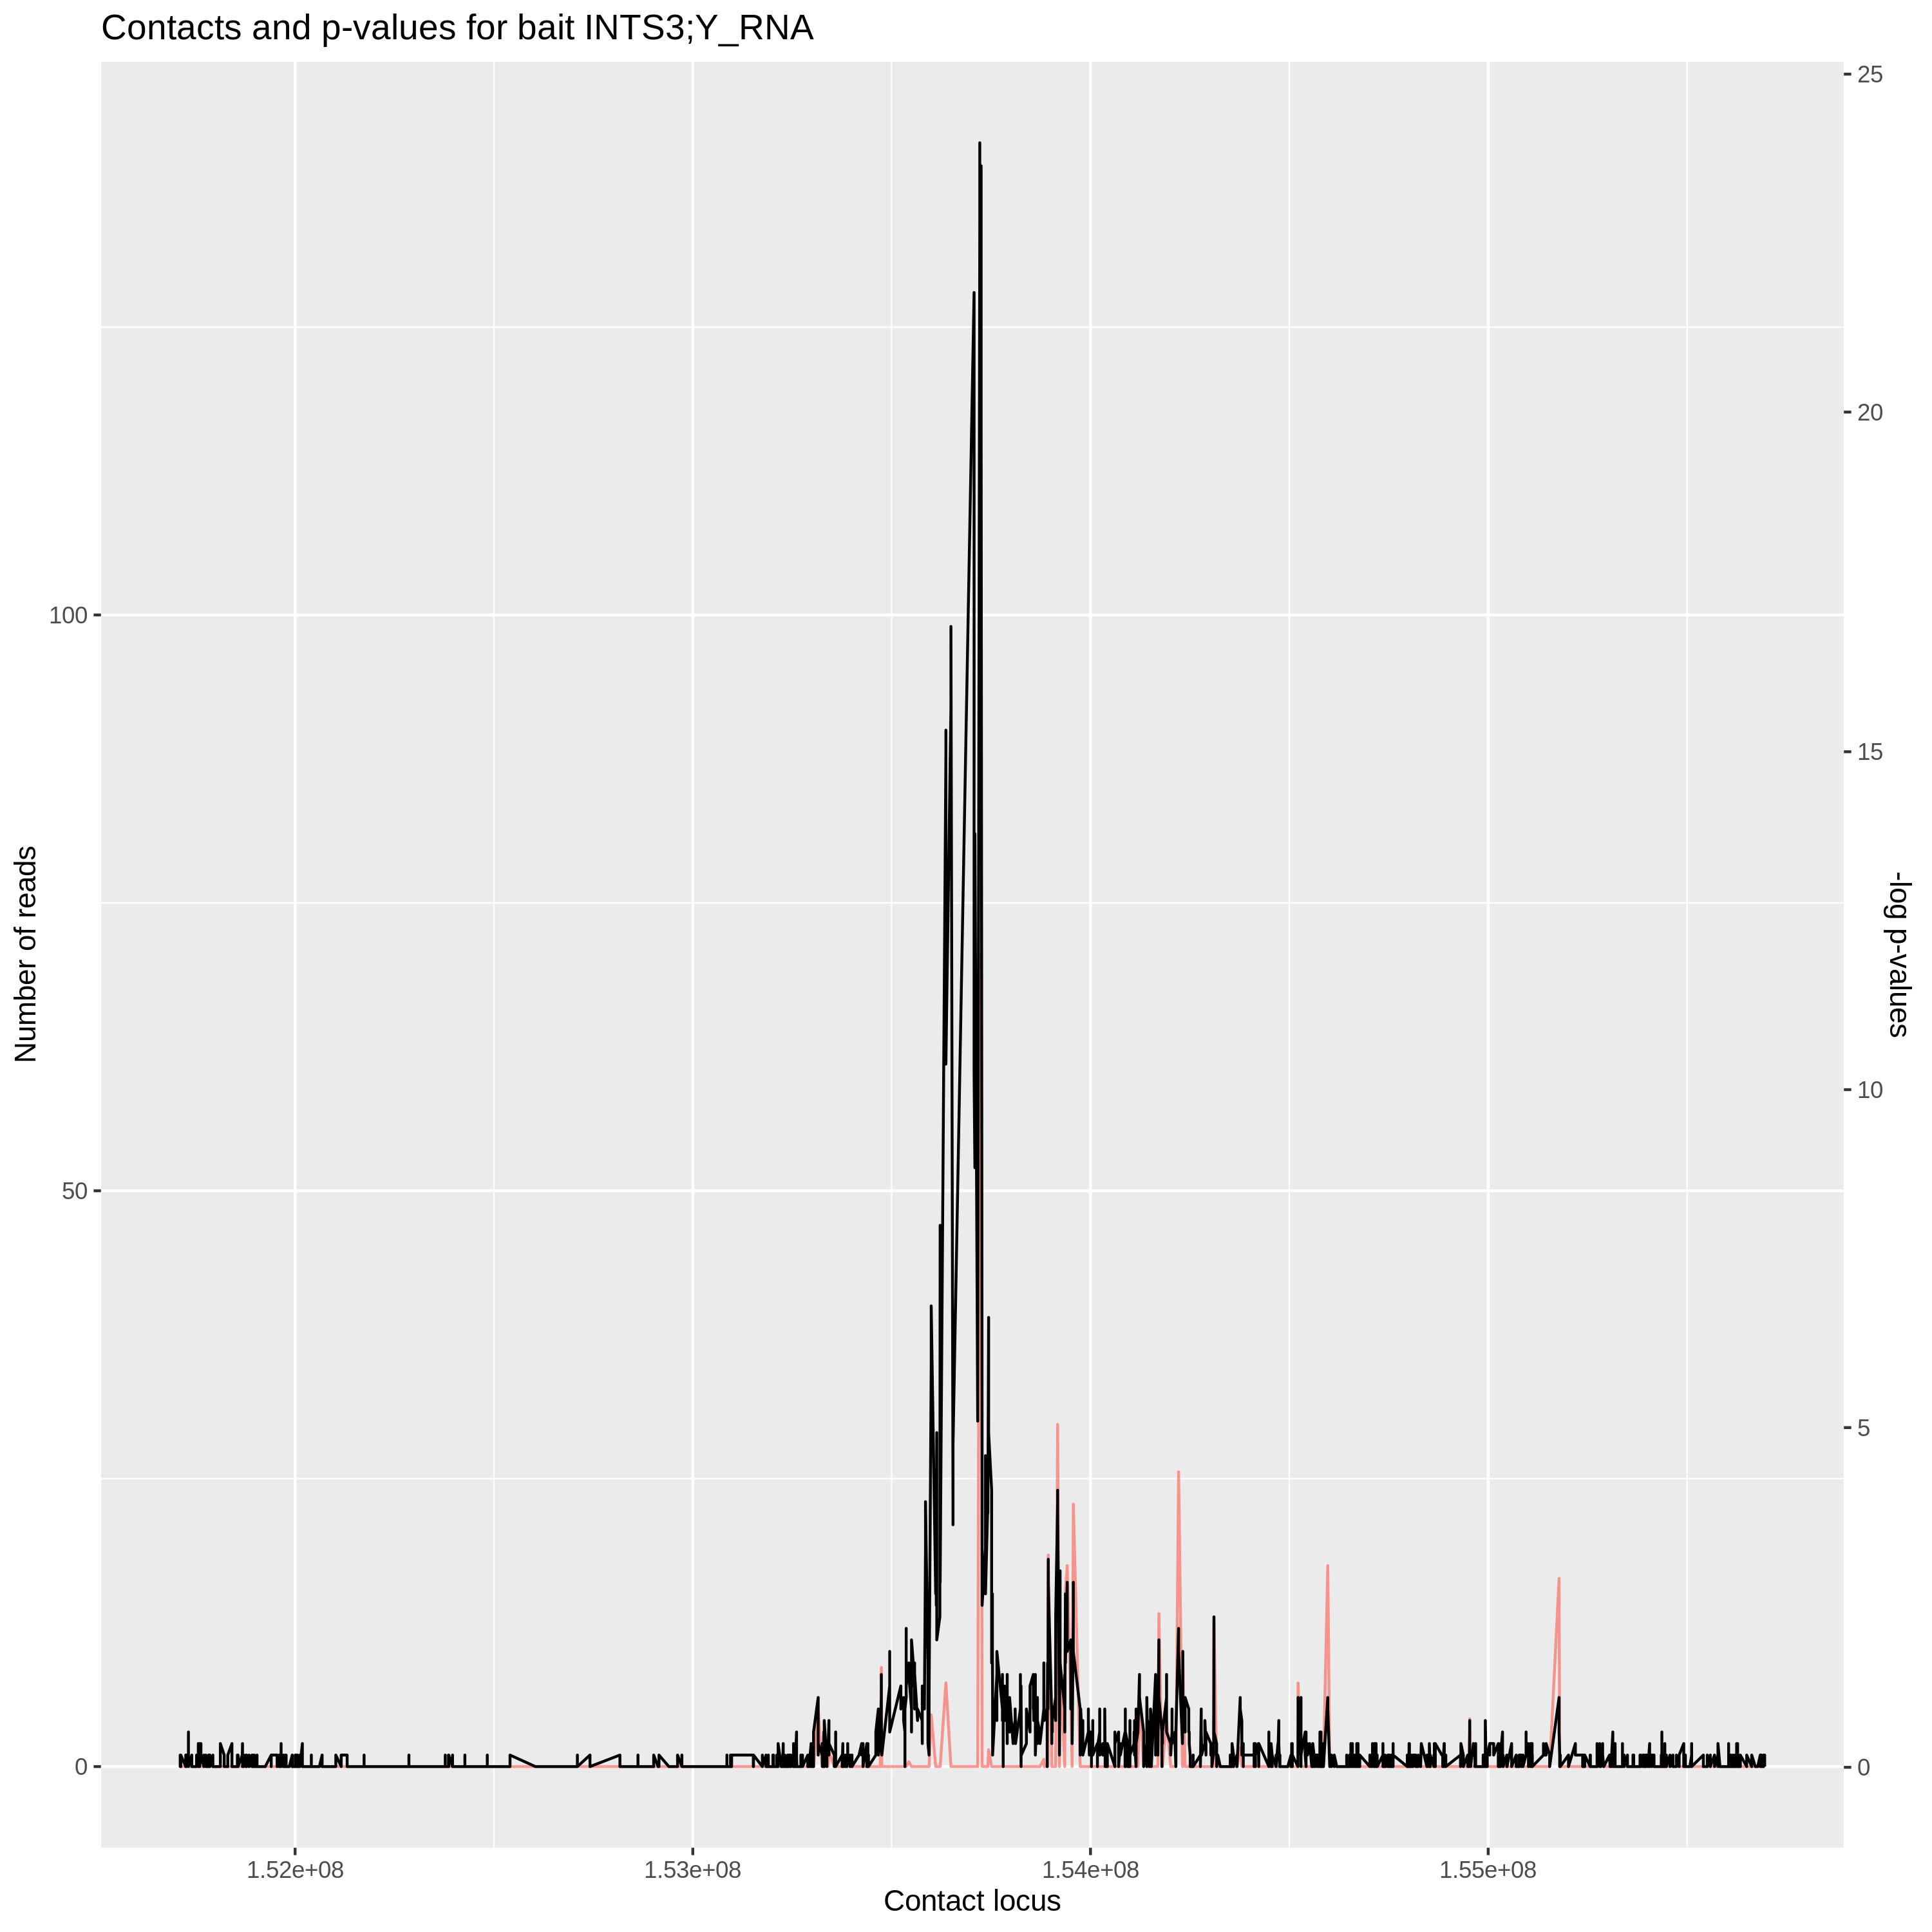 Contacts and p-values for bait INTS3;Y_RNA
25
20
100
15
Number of reads
-log p-values
10
50
5
0
0
1.52e+08
1.53e+08
1.54e+08
1.55e+08
Contact locus